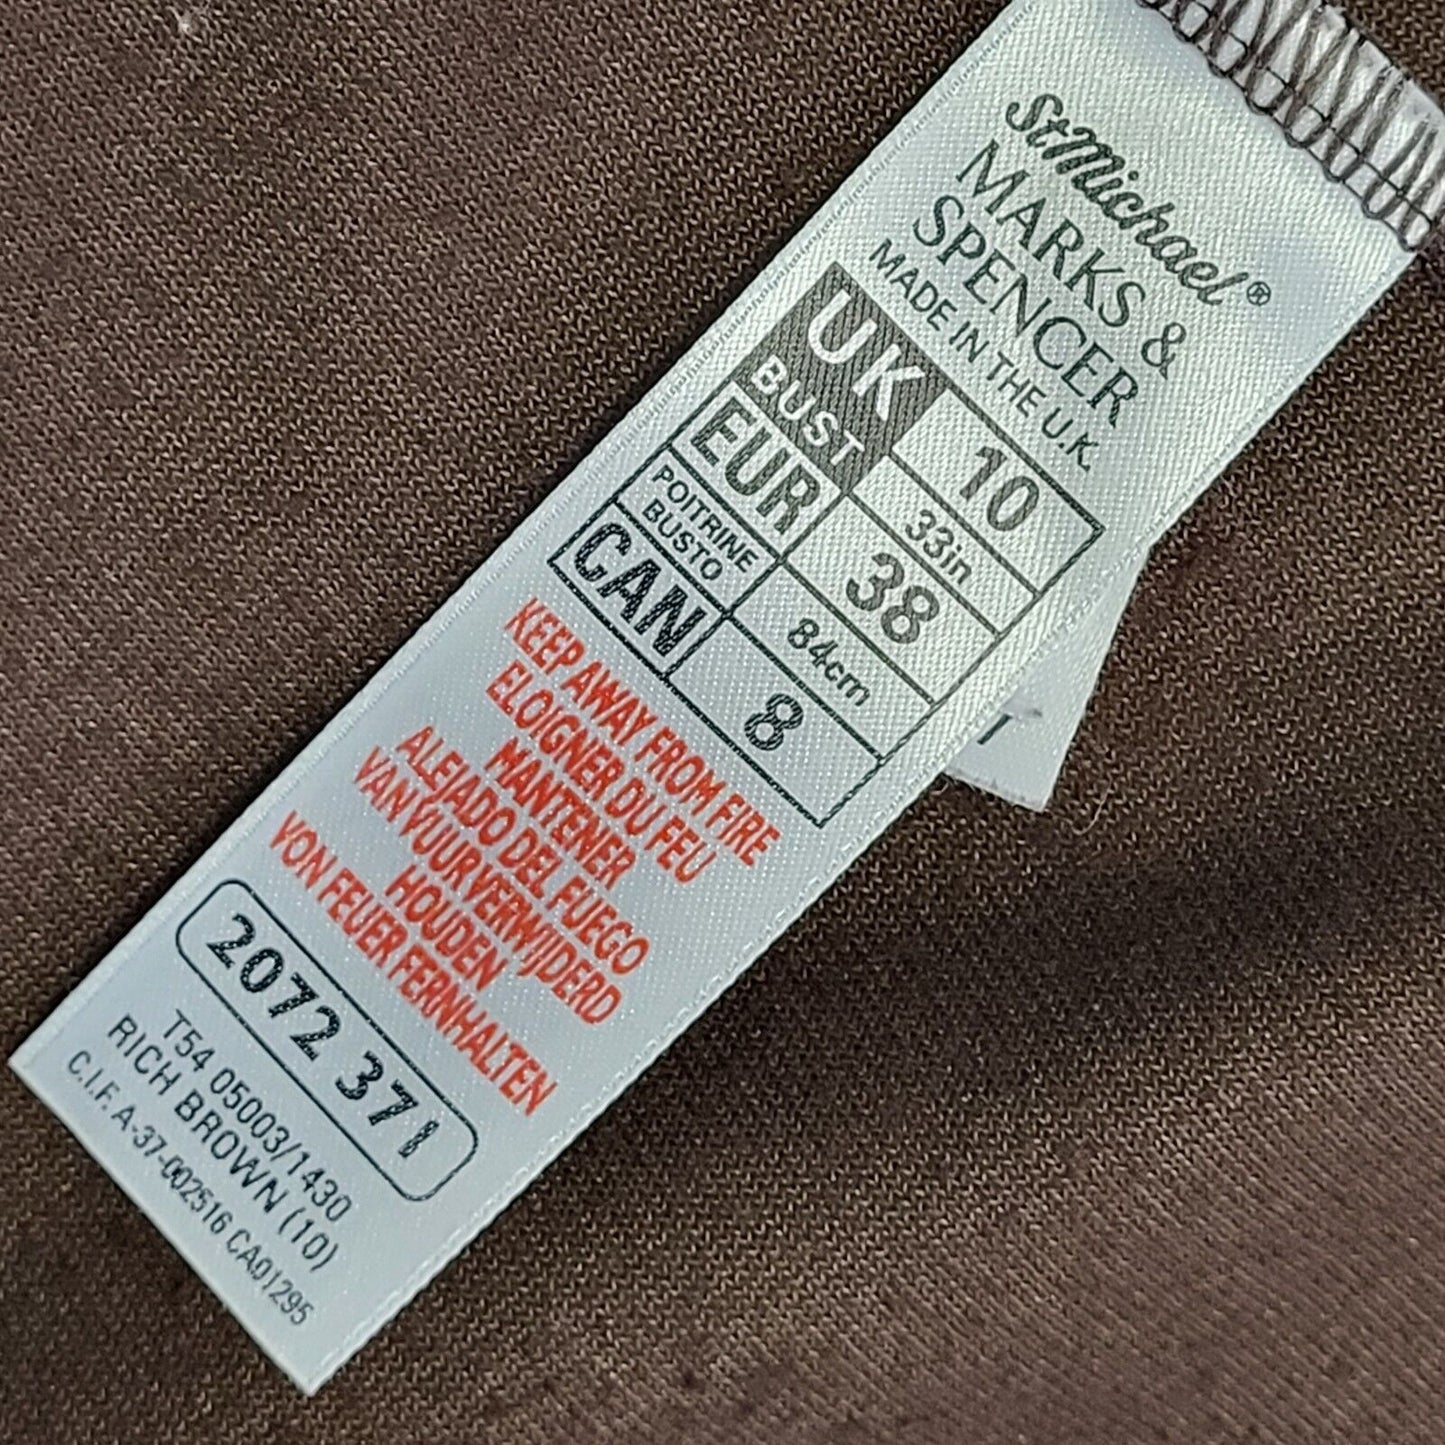 StMichael®
MARKS &
SPENCER
MADE IN THE U.K.
UK 10
BUST 33in
EUR 38
POITRINE
BUSTO 84cm
CAN 8
KEEP AWAY FROM FIRE
ELOIGNER DU FEU
MANTENER
ALEJADO DEL FUEGO
VAN VUUR VERWIJDERD
HOUDEN
VON FEUER FERNHALTEN
2072 371
T54 05003/1430
RICH BROWN (10)
C.I.F. A-37-002516 CA01295